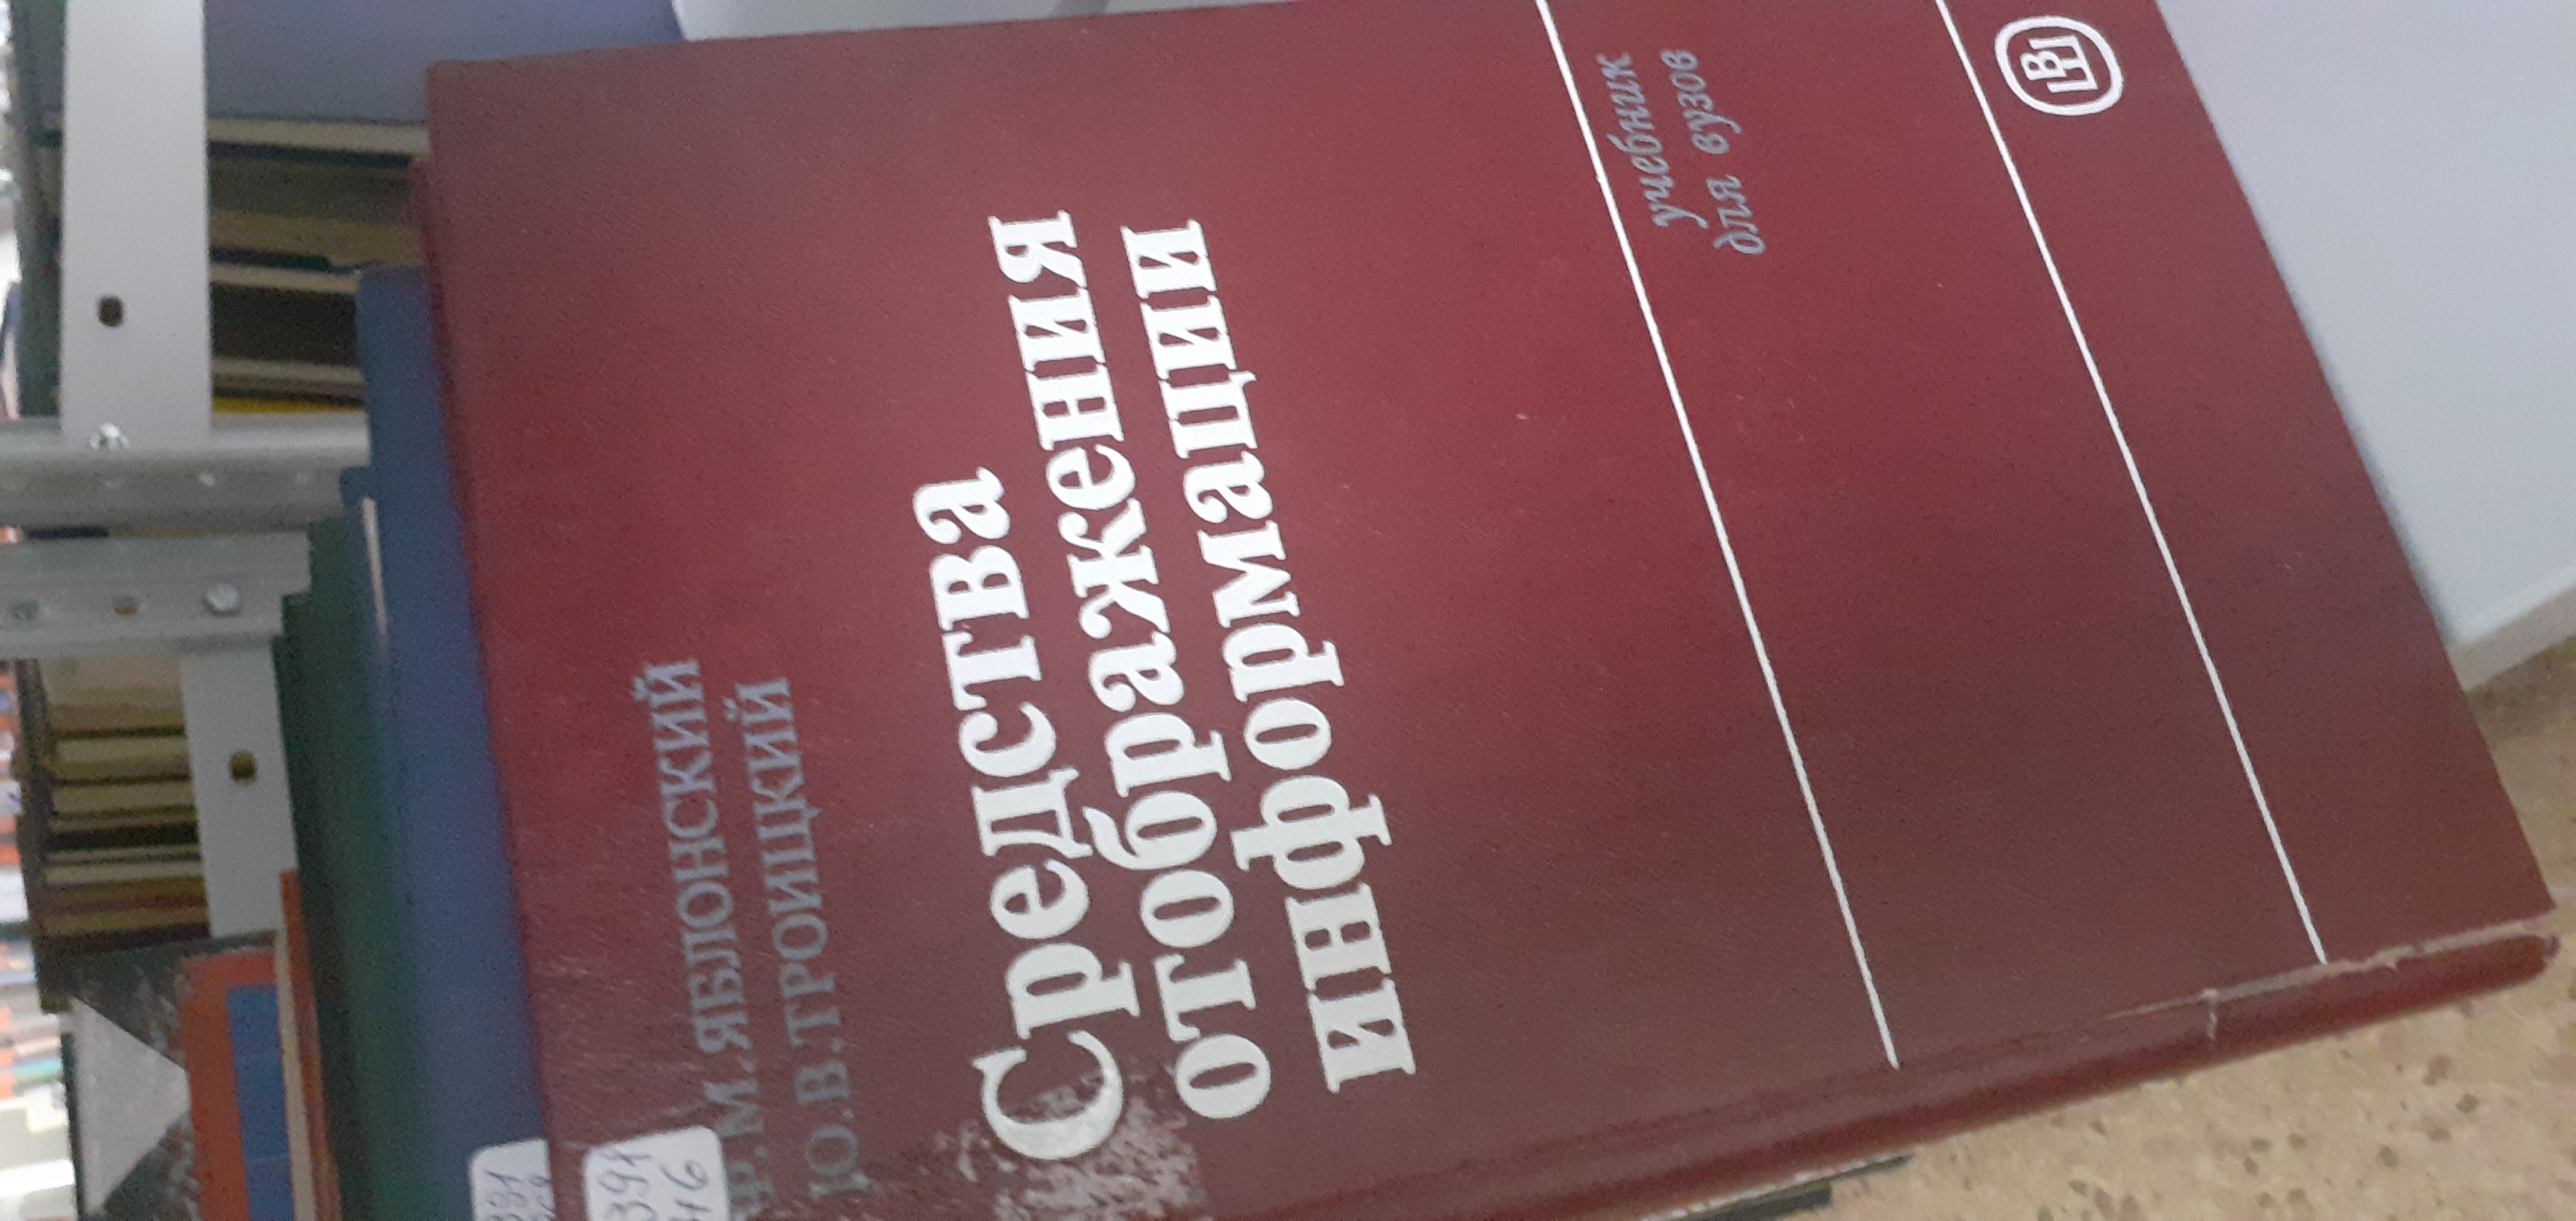 Ф.М.ЯБЛОНСКИЙ
Ю.В.ТРОИЦКИЙ
Средства
отображения
информации
учебник
для вузов